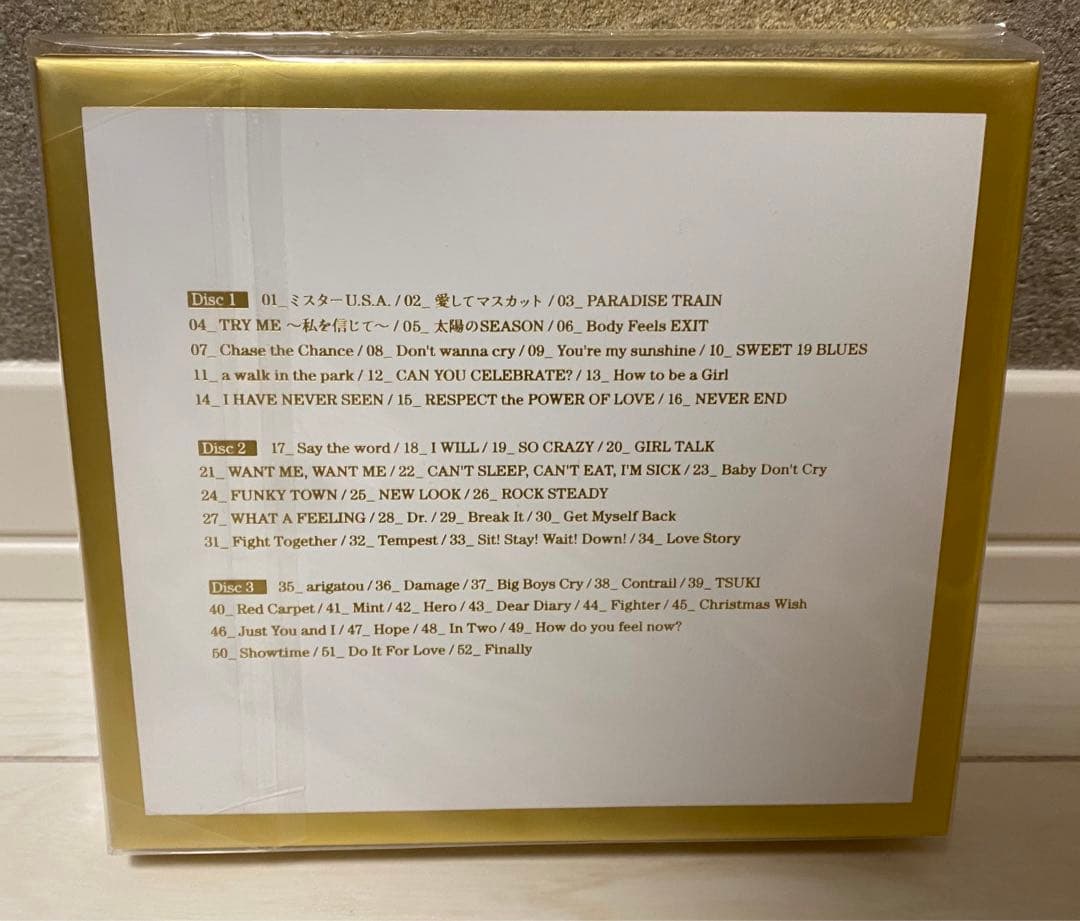 Disc 1 01_ ミスターU.S.A. / 02_ 愛してマスカット / 03_ PARADISE TRAIN
04_ TRY ME ～私を信じて～ / 05_ 太陽のSEASON / 06_ Body Feels EXIT
07_ Chase the Chance / 08_ Don't wanna cry / 09_ You're my sunshine / 10_ SWEET 19 BLUES
11_ a walk in the park / 12_ CAN YOU CELEBRATE? / 13_ How to be a Girl
14_ I HAVE NEVER SEEN / 15_ RESPECT the POWER OF LOVE / 16_ NEVER END
Disc 2 17_ Say the word / 18_ I WILL / 19_ SO CRAZY / 20_ GIRL TALK
21_ WANT ME, WANT ME / 22_ CAN'T SLEEP, CAN'T EAT, I'M SICK / 23_ Baby Don't Cry
24_ FUNKY TOWN / 25_ NEW LOOK / 26_ ROCK STEADY
27_ WHAT A FEELING / 28_ Dr. / 29_ Break It / 30_ Get Myself Back
31_ Fight Together / 32_ Tempest / 33_ Sit! Stay! Wait! Down! / 34_ Love Story
Disc 3 35_ arigatou / 36_ Damage / 37_ Big Boys Cry / 38_ Contrail / 39_ TSUKI
40_ Red Carpet / 41_ Mint / 42_ Hero / 43_ Dear Diary / 44_ Fighter / 45_ Christmas Wish
46_ Just You and I / 47_ Hope / 48_ In Two / 49_ How do you feel now?
50_ Showtime / 51_ Do It For Love / 52_ Finally